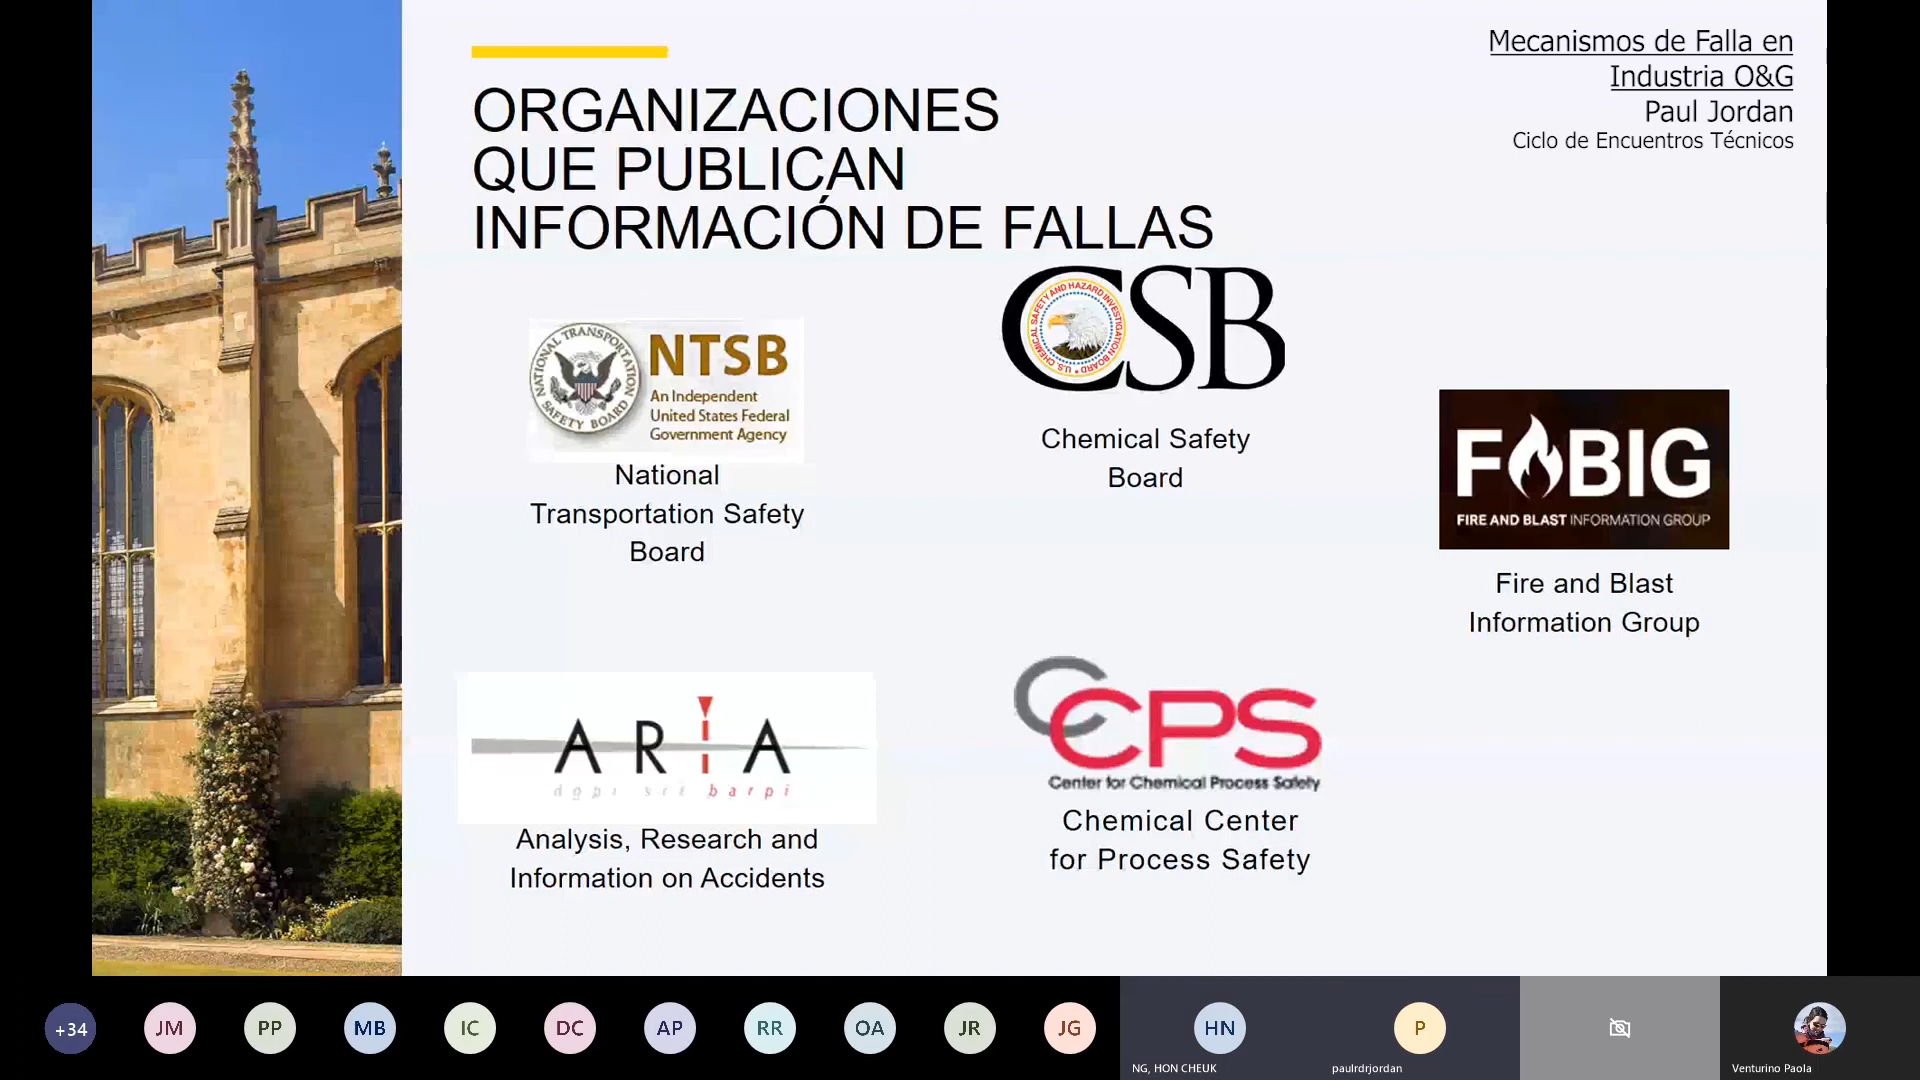 Mecanismos de Falla en
Industria O&G
Paul Jordan
Ciclo de Encuentros Técnicos
ORGANIZACIONES
QUE PUBLICAN
INFORMACIÓN DE FALLAS
NATIONAL TRANSPORTATION SAFETY BOARD
NTSB
An Independent
United States Federal
Government Agency
National
Transportation Safety
Board
CSB
U.S. CHEMICAL SAFETY AND HAZARD INVESTIGATION BOARD
Chemical Safety
Board
FABIG
FIRE AND BLAST INFORMATION GROUP
Fire and Blast
Information Group
ARIA
barpi
Analysis, Research and
Information on Accidents
CCPS
Center for Chemical Process Safety
Chemical Center
for Process Safety
+34
JM
PP
MB
IC
DC
AP
RR
OA
JR
JG
HN
NG, HON CHEUK
P
paulrdrjordan
Venturino Paola